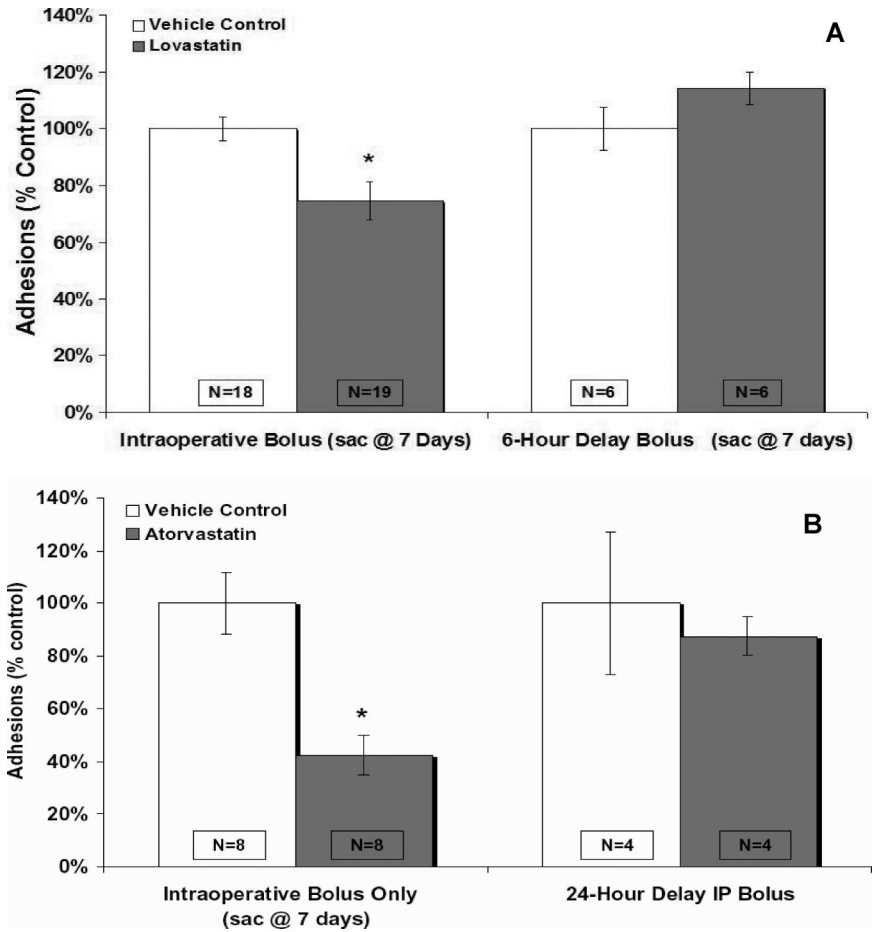 140%
120%
100%
80%
60%
40%
20%
0%
Adhesions (% Control)
Vehicle Control
Lovastatin
A
*
N=18
N=19
N=6
N=6
Intraoperative Bolus (sac @ 7 Days)
6-Hour Delay Bolus (sac @ 7 days)
140%
120%
100%
80%
60%
40%
20%
0%
Adhesions (% control)
Vehicle Control
Atorvastatin
B
*
N=8
N=8
N=4
N=4
Intraoperative Bolus Only
(sac @ 7 days)
24-Hour Delay IP Bolus